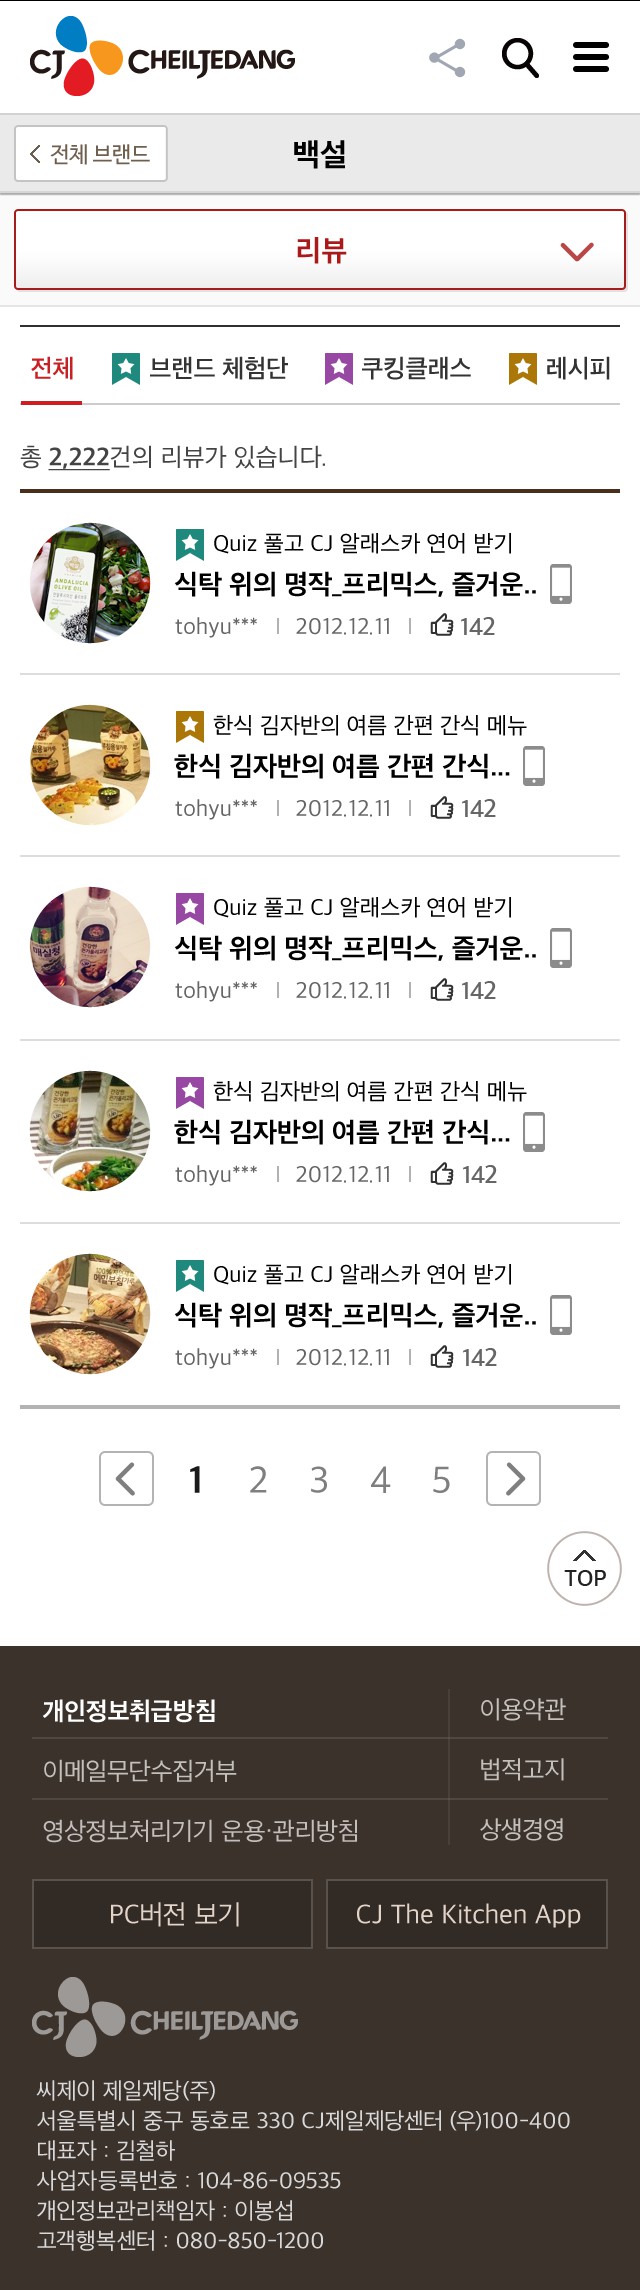 CJ CHEILJEDANG
전체 브랜드
백설
리뷰
전체 브랜드 체험단 쿠킹클래스 레시피
총 2,222건의 리뷰가 있습니다.
ANDALUCIA
OLIVE OIL
Quiz 풀고 CJ 알래스카 연어 받기
식탁 위의 명작_프리믹스, 즐거운..
tohyu*** | 2012.12.11 | 142
한식 김자반의 여름 간편 간식 메뉴
한식 김자반의 여름 간편 간식...
tohyu*** | 2012.12.11 | 142
Quiz 풀고 CJ 알래스카 연어 받기
식탁 위의 명작_프리믹스, 즐거운..
tohyu*** | 2012.12.11 | 142
한식 김자반의 여름 간편 간식 메뉴
한식 김자반의 여름 간편 간식...
tohyu*** | 2012.12.11 | 142
Quiz 풀고 CJ 알래스카 연어 받기
식탁 위의 명작_프리믹스, 즐거운..
tohyu*** | 2012.12.11 | 142
1 2 3 4 5
TOP
개인정보취급방침 이용약관
이메일무단수집거부 법적고지
영상정보처리기기 운용·관리방침 상생경영
PC버전 보기 CJ The Kitchen App
CJ CHEILJEDANG
씨제이 제일제당(주)
서울특별시 중구 동호로 330 CJ제일제당센터 (우)100-400
대표자 : 김철하
사업자등록번호 : 104-86-09535
개인정보관리책임자 : 이봉섭
고객행복센터 : 080-850-1200